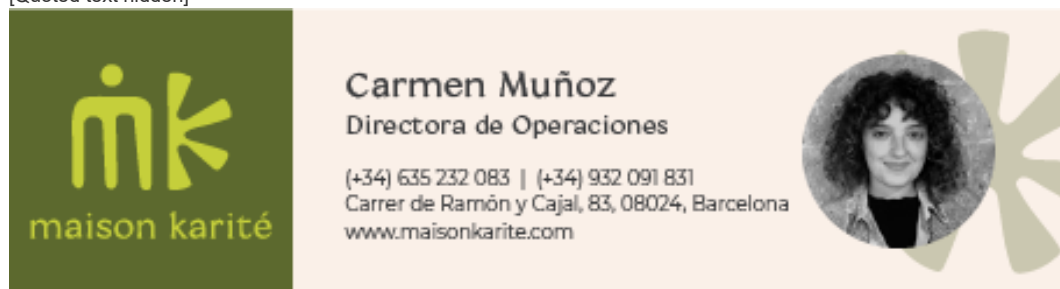 [Quoted text hidden]
mk
maison karité
Carmen Muñoz
Directora de Operaciones
(+34) 635 232 083 | (+34) 932 091 831
Carrer de Ramón y Cajal, 83, 08024, Barcelona
www.maisonkarite.com